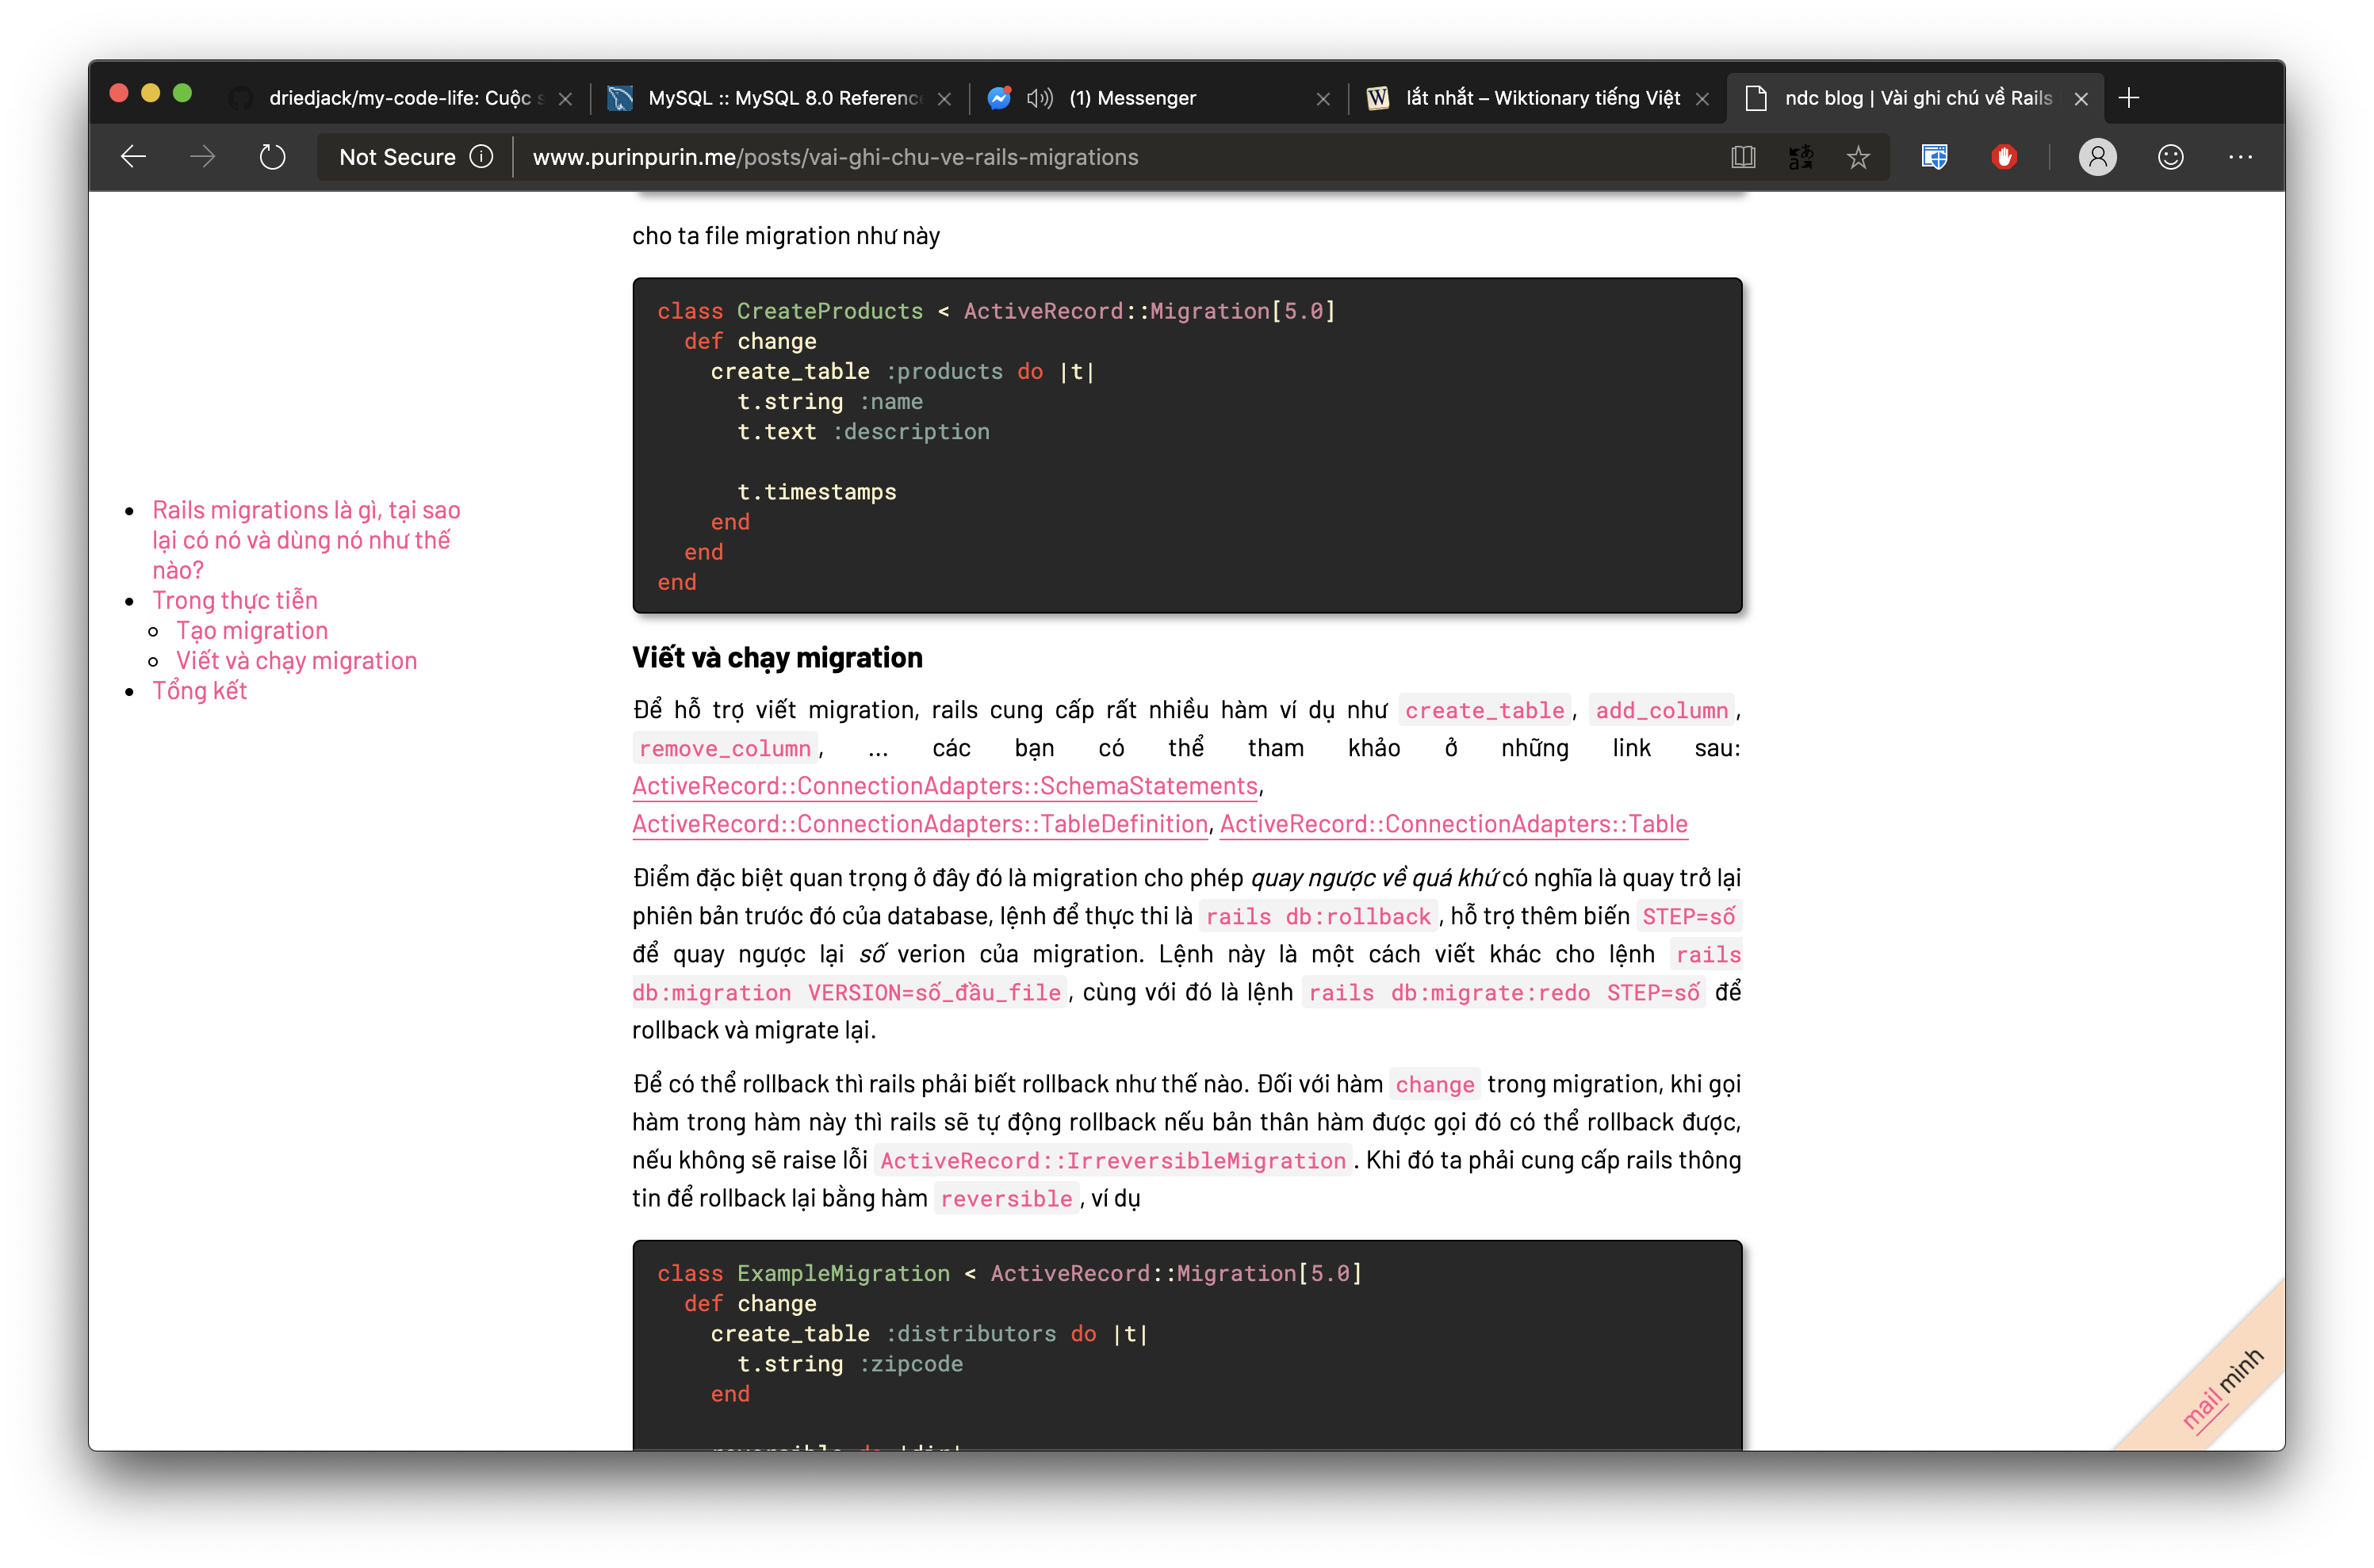 driedjack/my-code-life: Cuộc s
MySQL :: MySQL 8.0 Referenc
(1) Messenger
W lắt nhắt – Wiktionary tiếng Việt
ndc blog | Vài ghi chú về Rails
Not Secure www.purinpurin.me/posts/vai-ghi-chu-ve-rails-migrations
cho ta file migration như này
class CreateProducts < ActiveRecord::Migration[5.0]
def change
create_table :products do |t|
t.string :name
t.text :description
t.timestamps
end
end
end
Rails migrations là gì, tại sao
lại có nó và dùng nó như thế
nào?
Trong thực tiễn
Tạo migration
Viết và chạy migration
Tổng kết
Viết và chạy migration
Để hỗ trợ viết migration, rails cung cấp rất nhiều hàm ví dụ như create_table, add_column,
remove_column, ... các bạn có thể tham khảo ở những link sau:
ActiveRecord::ConnectionAdapters::SchemaStatements,
ActiveRecord::ConnectionAdapters::TableDefinition, ActiveRecord::ConnectionAdapters::Table
Điểm đặc biệt quan trọng ở đây đó là migration cho phép quay ngược về quá khứ có nghĩa là quay trở lại
phiên bản trước đó của database, lệnh để thực thi là rails db:rollback, hỗ trợ thêm biến STEP=số
để quay ngược lại số verion của migration. Lệnh này là một cách viết khác cho lệnh rails
db:migration VERSION=số_đầu_file, cùng với đó là lệnh rails db:migrate:redo STEP=số để
rollback và migrate lại.
Để có thể rollback thì rails phải biết rollback như thế nào. Đối với hàm change trong migration, khi gọi
hàm trong hàm này thì rails sẽ tự động rollback nếu bản thân hàm được gọi đó có thể rollback được,
nếu không sẽ raise lỗi ActiveRecord::IrreversibleMigration. Khi đó ta phải cung cấp rails thông
tin để rollback lại bằng hàm reversible, ví dụ
class ExampleMigration < ActiveRecord::Migration[5.0]
def change
create_table :distributors do |t|
t.string :zipcode
end
reversible do |dir|
mail mình